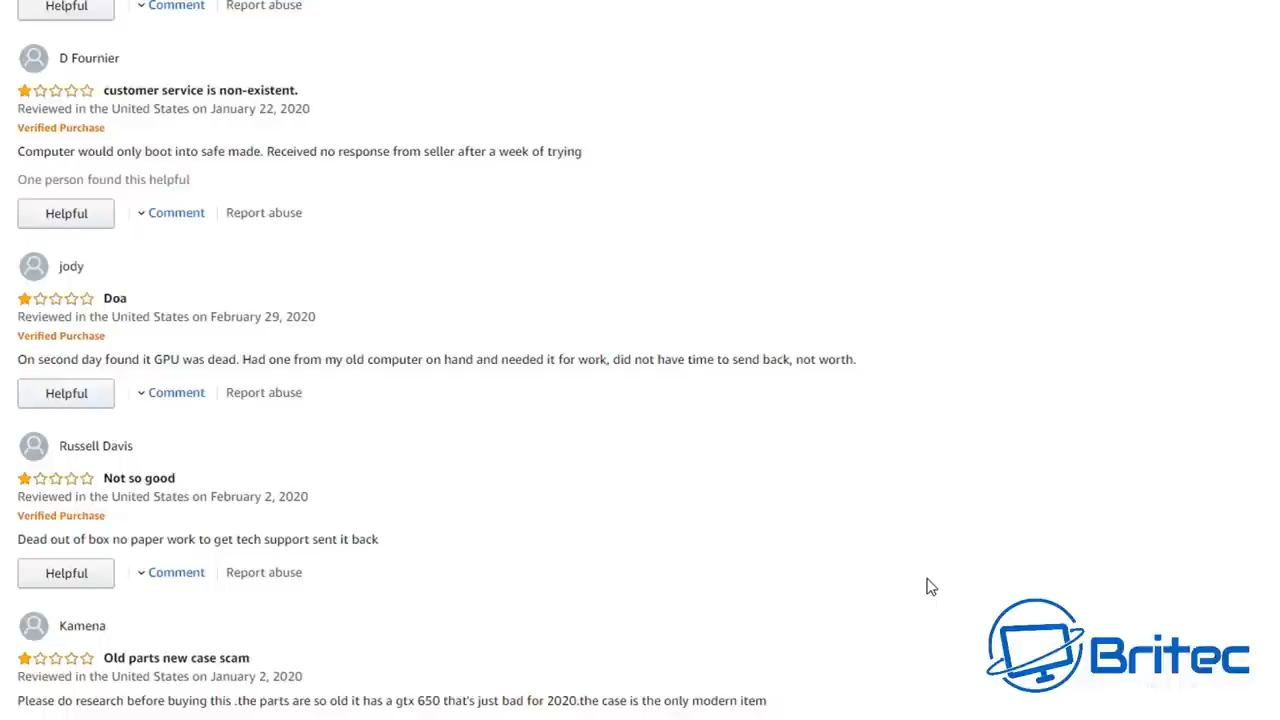 Helpful Comment Report abuse
D Fournier
customer service is non-existent.
Reviewed in the United States on January 22, 2020
Verified Purchase
Computer would only boot into safe made. Received no response from seller after a week of trying
One person found this helpful
Helpful Comment Report abuse
jody
Doa
Reviewed in the United States on February 29, 2020
Verified Purchase
On second day found it GPU was dead. Had one from my old computer on hand and needed it for work, did not have time to send back, not worth.
Helpful Comment Report abuse
Russell Davis
Not so good
Reviewed in the United States on February 2, 2020
Verified Purchase
Dead out of box no paper work to get tech support sent it back
Helpful Comment Report abuse
Kamena
Old parts new case scam
Reviewed in the United States on January 2, 2020
Please do research before buying this .the parts are so old it has a gtx 650 that's just bad for 2020.the case is the only modern item
Britec